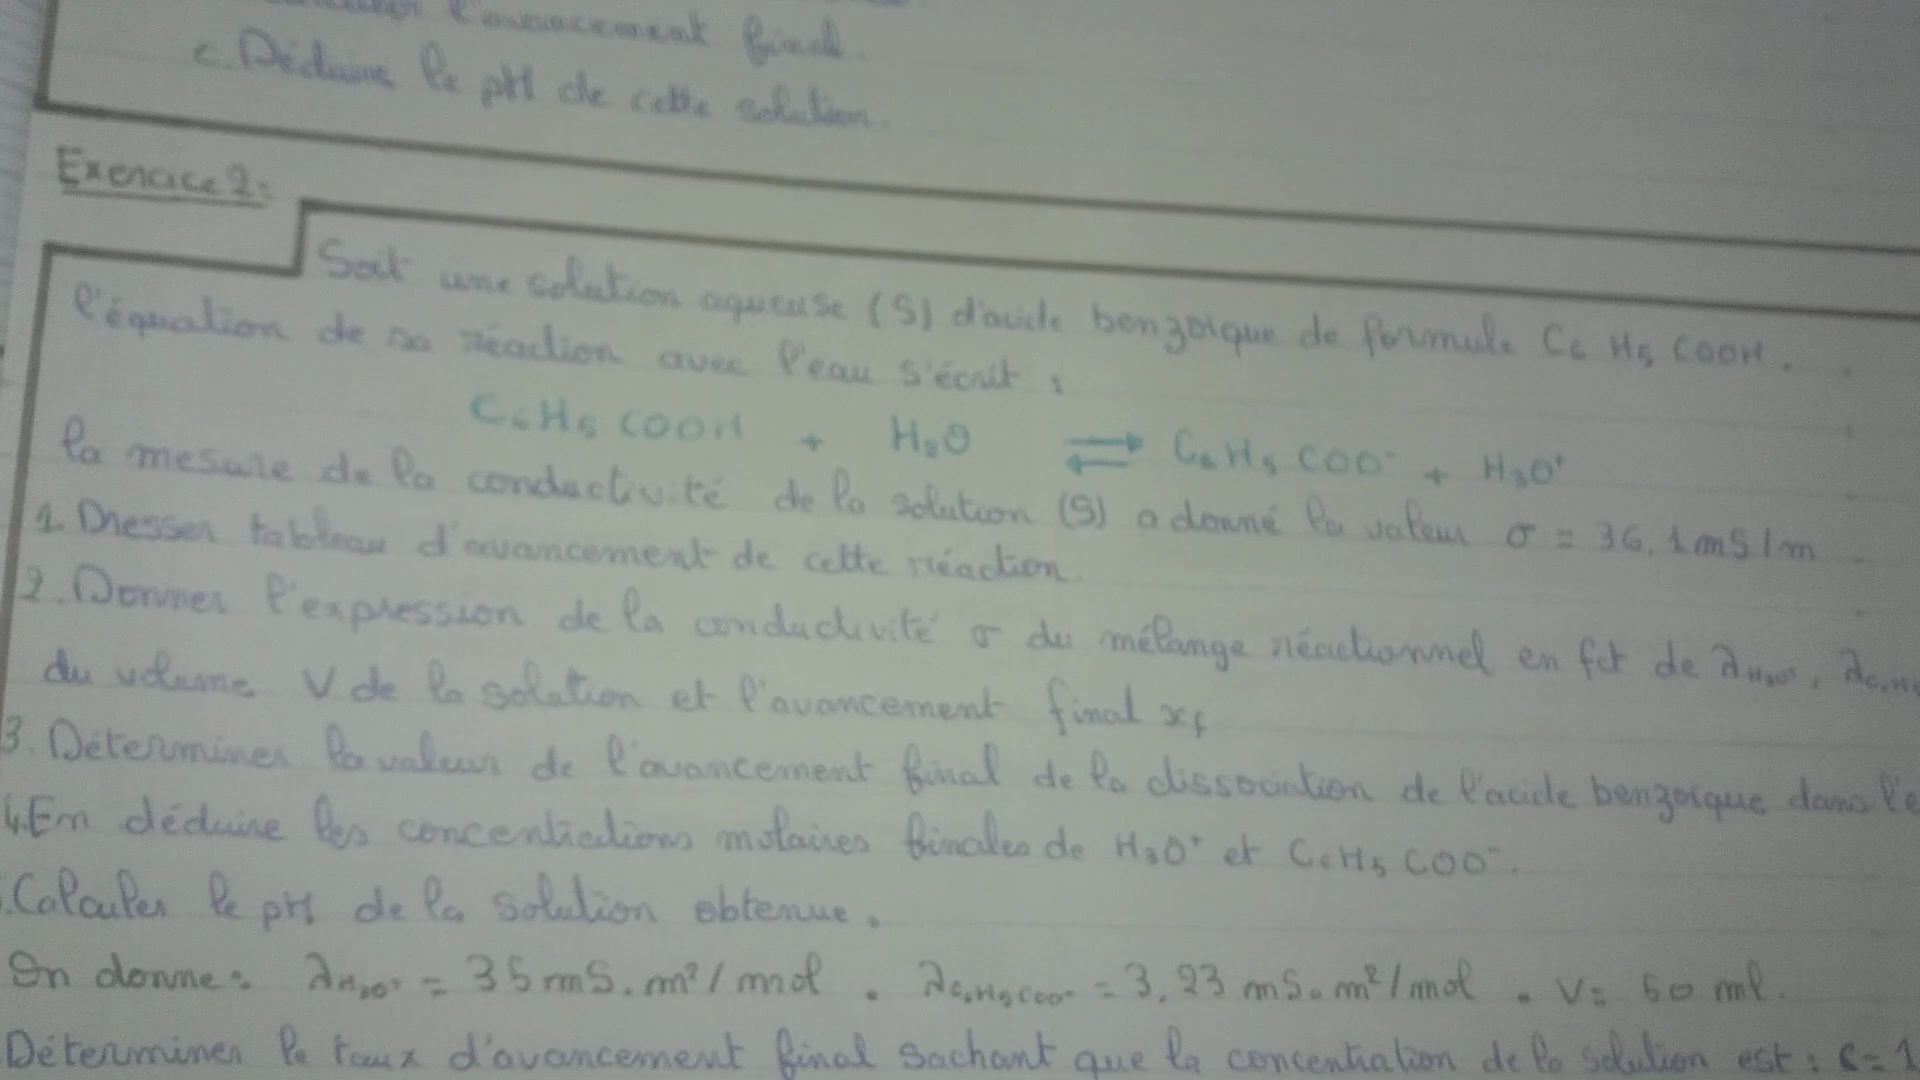 l'avancement final.
c. Déduire le pH de cette solution.
Exercice 2:
Soit une solution aqueuse (S) d'acide benzoïque de formule C6 H5 COOH.
l'équation de sa réaction avec l'eau s'écrit :
C6H5 COOH + H2O ⇌ C6H5 COO- + H3O+
la mesure de la conductivité de la solution (S) a donné la valeur σ = 36,1 mS/m
1. Dresser tableau d'avancement de cette réaction.
2. Donner l'expression de la conductivité σ du mélange réactionnel en fct de λH3O+,
du volume V de la solution et l'avancement final xf
3. Déterminer la valeur de l'avancement final de la dissociation de l'acide benzoïque dans l'e
4. En déduire les concentrations molaires finales de H3O+ et C6H5 COO-.
Calculer le pH de la solution obtenue.
On donne : λH3O+ = 35 mS.m²/mol . λC6H5COO- = 3,23 mS.m²/mol . V= 50 ml.
Déterminer le taux d'avancement final sachant que la concentration de la solution est : C= 1